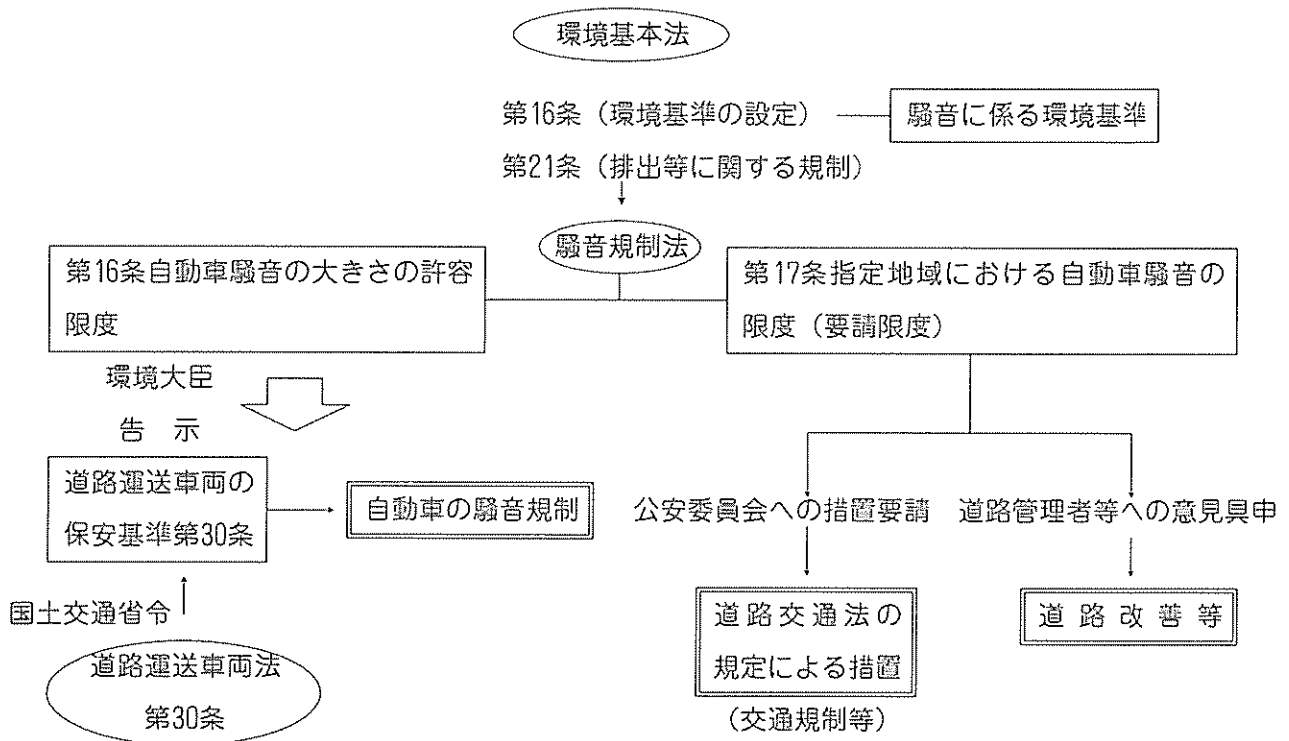 環境基本法
第16条（環境基準の設定）
騒音に係る環境基準
第21条（排出等に関する規制）
騒音規制法
第16条自動車騒音の大きさの許容
限度
第17条指定地域における自動車騒音の
限度（要請限度）
環境大臣
告　示
道路運送車両の
保安基準第30条
自動車の騒音規制
公安委員会への措置要請
道路管理者等への意見具申
国土交通省令
道路交通法の
規定による措置
（交通規制等）
道路改善等
道路運送車両法
第30条